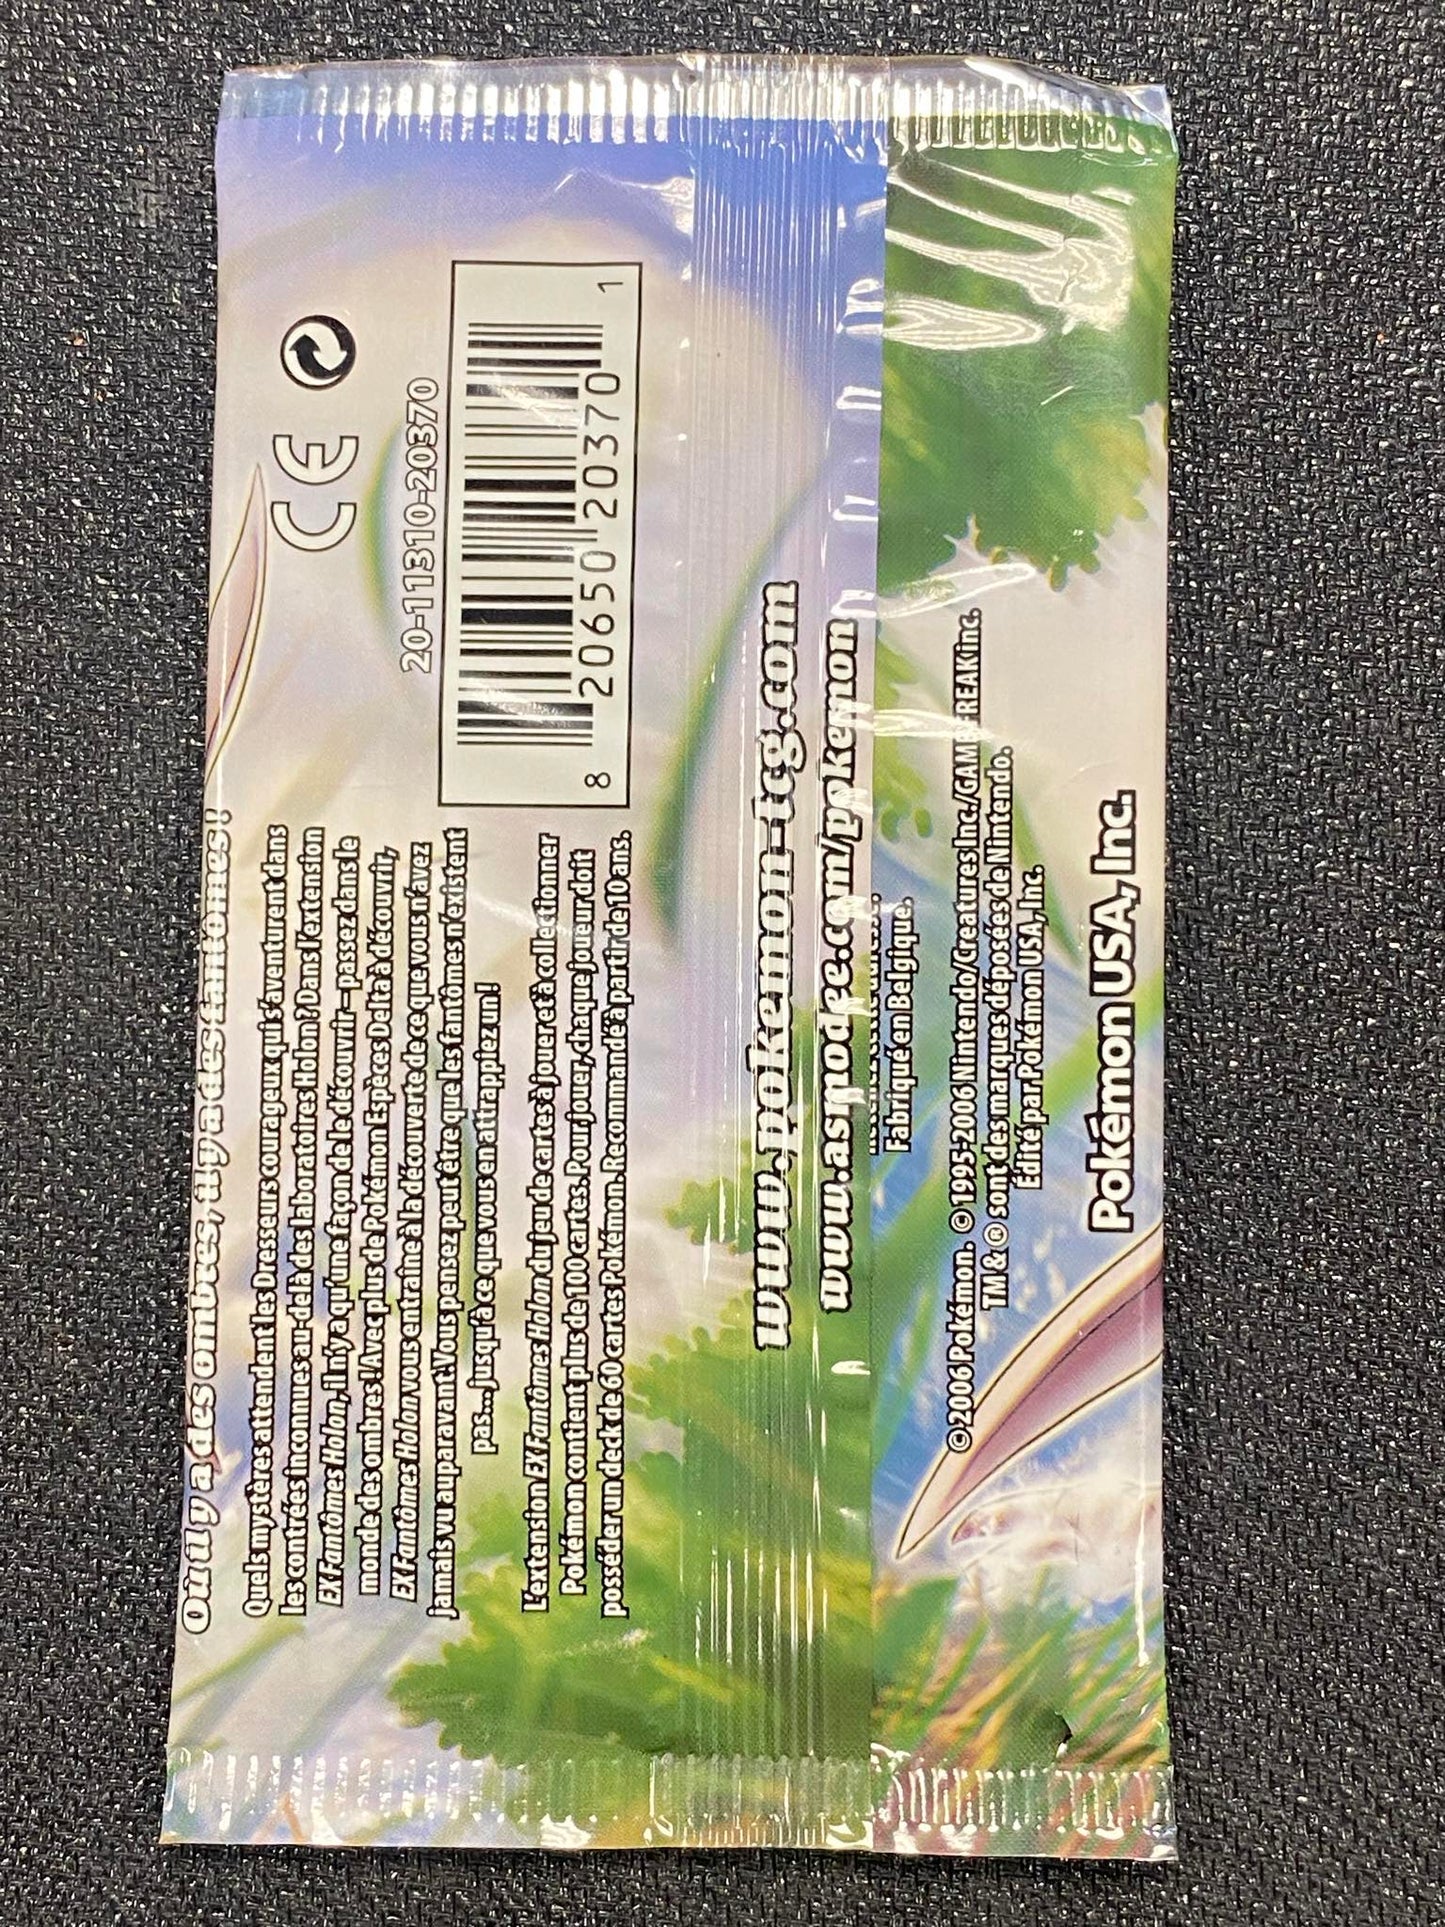 Où il y a des ombres, il y a des fantômes!
Quels mystères attendent les Dresseurs courageux qui s'aventurent dans
les contrées inconnues au-delà des laboratoires Holon? Dans l'extension
EX Fantômes Holon, il n'y a qu'une façon de le découvrir – passez dans le
monde des ombres! Avec plus de Pokémon Espèces Delta à découvrir,
EX Fantômes Holon vous entraîne à la découverte de ce que vous n'avez
jamais vu auparavant. Vous pensez peut être que les fantômes n'existent
pas... jusqu'à ce que vous en attrappiez un!
L'extension EX Fantômes Holon du jeu de cartes à jouer et à collectionner
Pokémon contient plus de 100 cartes. Pour jouer, chaque jouer doit
posséder un deck de 60 cartes Pokémon. Recommandé à partir de 10 ans.
CE
20-11310-20370
8 20650 20370 1
www.pokemon-tcg.com
www.asmodee.com/pokemon
Fabriqué en Belgique.
©2006 Pokémon. ©1995-2006 Nintendo/Creatures Inc./GAME FREAK inc.
TM & ® sont des marques déposées de Nintendo.
Édité par Pokémon USA, Inc.
Pokémon USA, Inc.